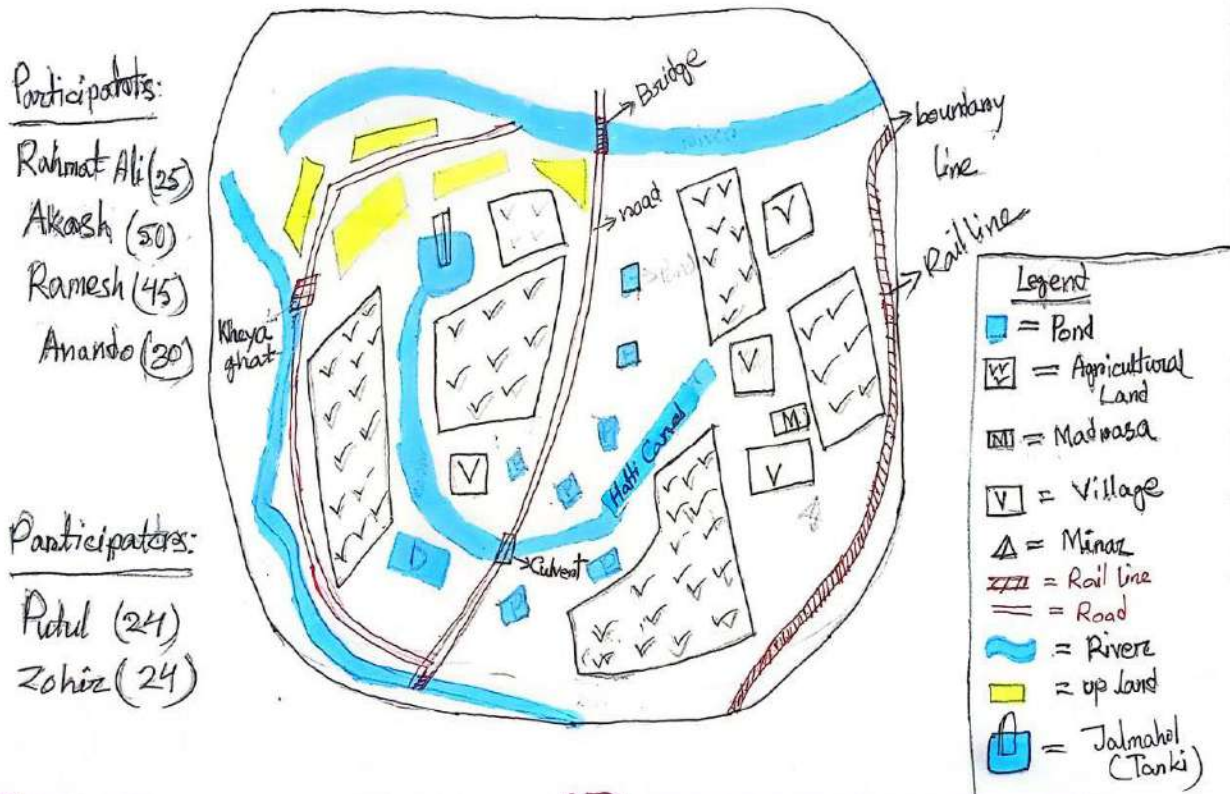 Participators:
Rahmat Ali (25)
Akash (50)
Ramesh (45)
Anando (30)
Participators:
Putul (24)
Zohir (24)
Bridge
boundary
line
road
Rail line
Kheya
ghat
V
V
V
V
M
Hatti Canal
Culvert
P
P
P
P
P
P
Legend
= Pond
= Agricultural
Land
M = Madrasa
V = Village
= Minar
= Rail line
= Road
= River
= up land
= Jalmahol
(Tanki)